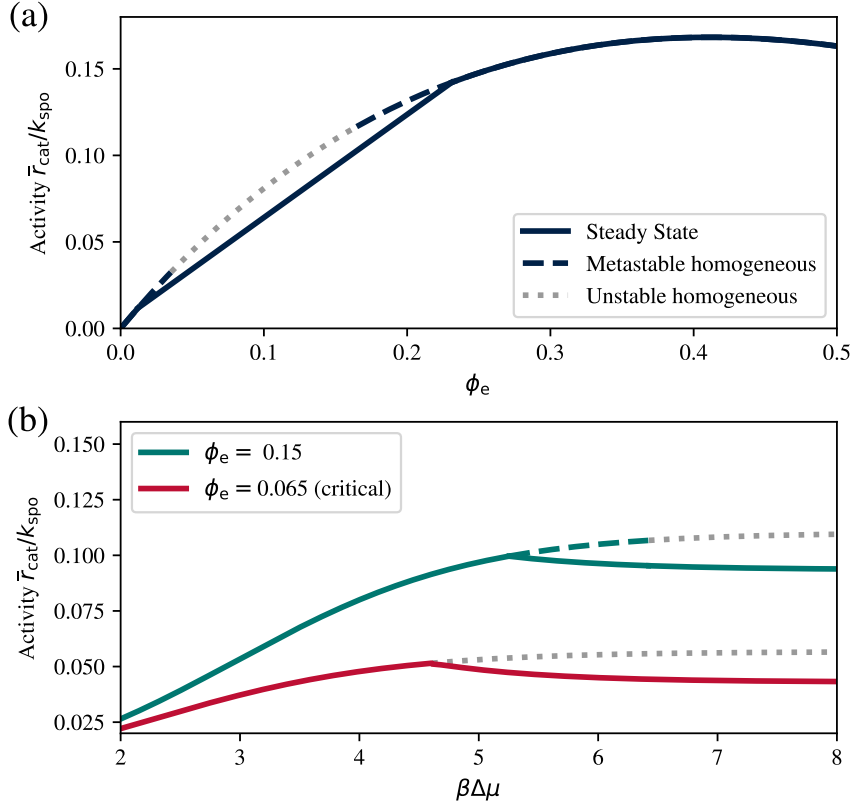 (a)
Activity r̄cat/kspo
0.15
0.10
0.05
0.00
Steady State
Metastable homogeneous
Unstable homogeneous
0.0 0.1 0.2 0.3 0.4 0.5
ϕe
(b)
Activity r̄cat/kspo
0.150
0.125
0.100
0.075
0.050
0.025
ϕe = 0.15
ϕe = 0.065 (critical)
2 3 4 5 6 7 8
βΔμ